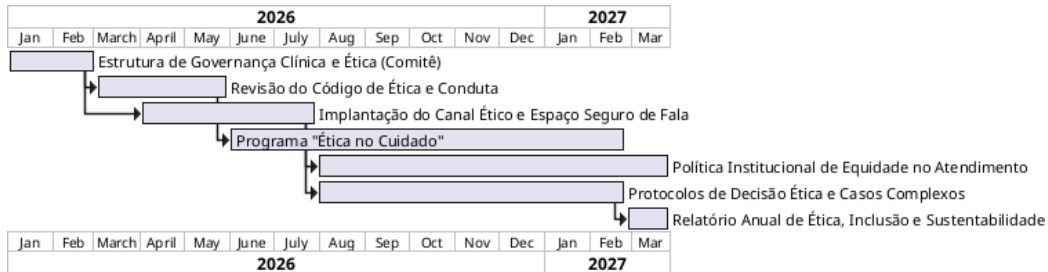 2026 2027
Jan Feb March April May June July Aug Sep Oct Nov Dec Jan Feb Mar
Estrutura de Governança Clínica e Ética (Comitê)
Revisão do Código de Ética e Conduta
Implantação do Canal Ético e Espaço Seguro de Fala
Programa "Ética no Cuidado"
Política Institucional de Equidade no Atendimento
Protocolos de Decisão Ética e Casos Complexos
Relatório Anual de Ética, Inclusão e Sustentabilidade
Jan Feb March April May June July Aug Sep Oct Nov Dec Jan Feb Mar
2026 2027